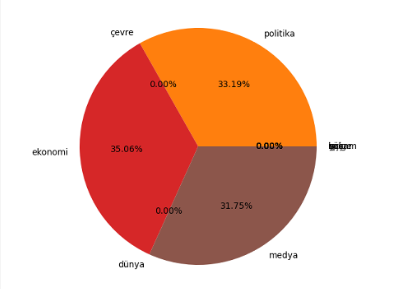 çevre
politika
0.00%
33.19%
0.00%
ekonomi
35.06%
0.00%
31.75%
dünya
medya